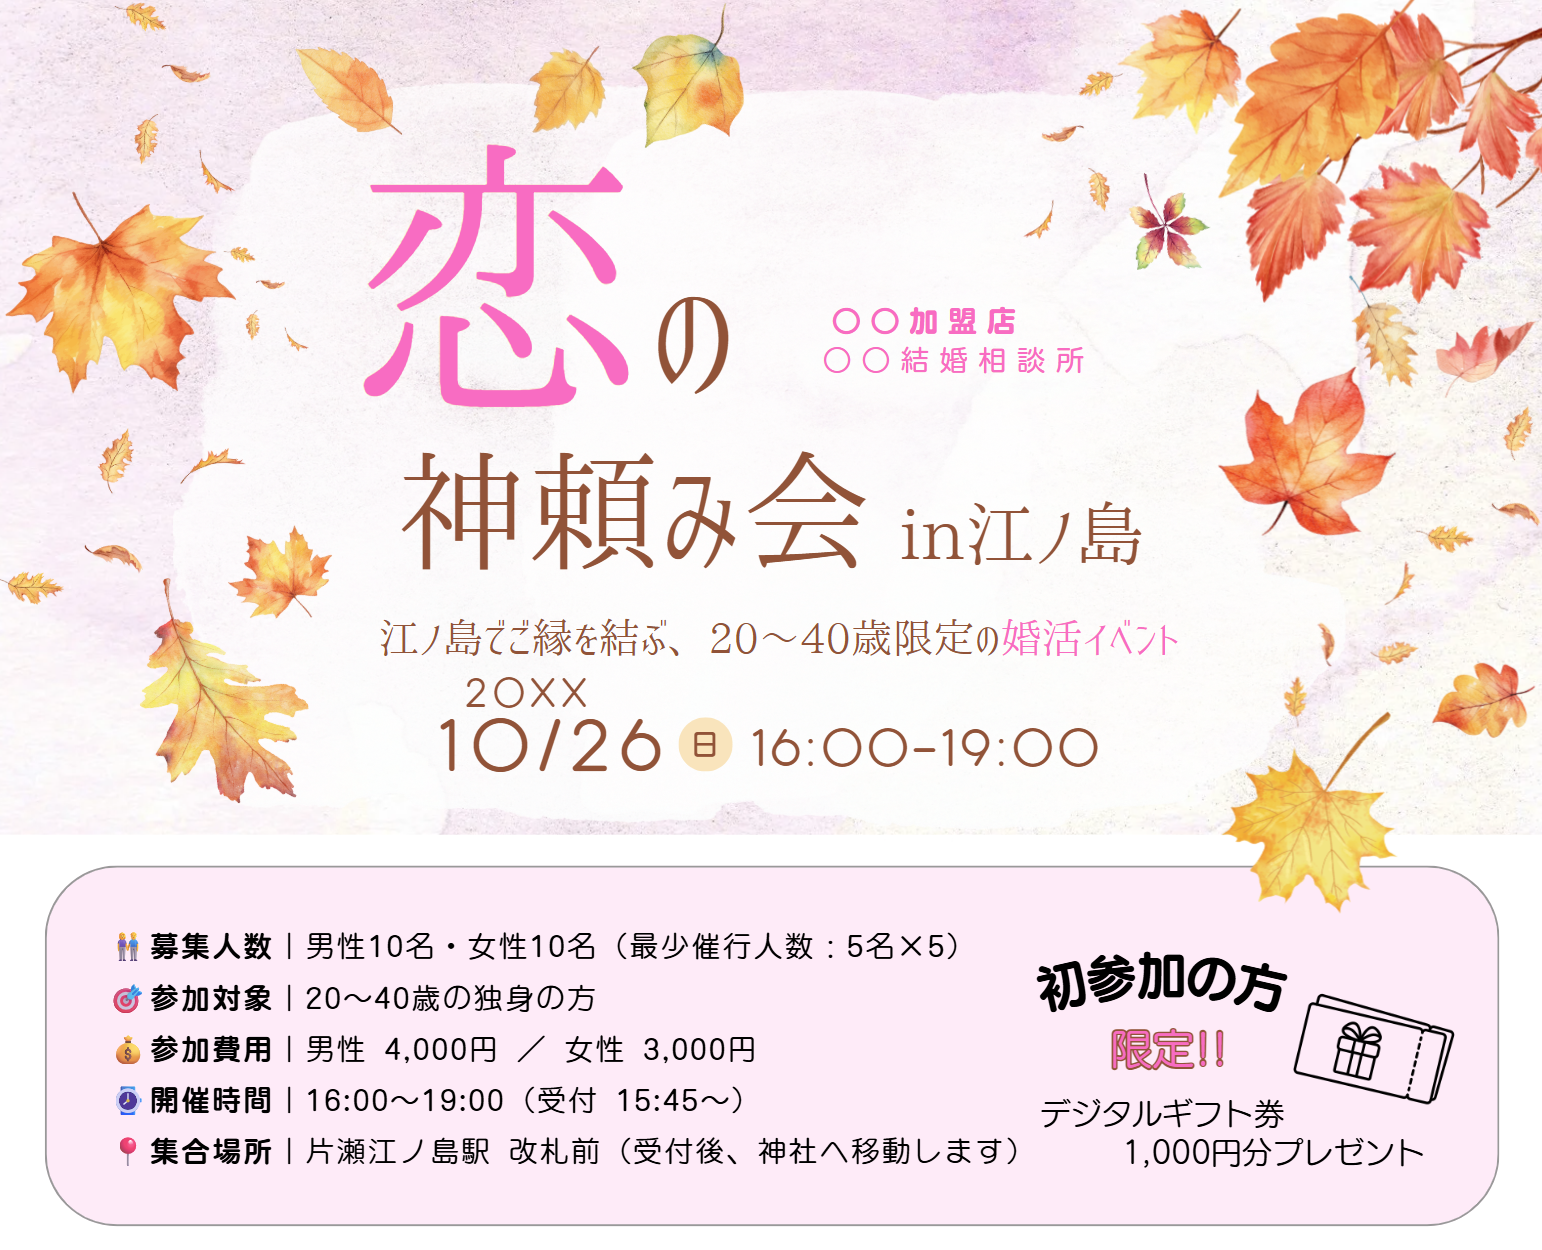 恋の
〇〇加盟店
〇〇結婚相談所
神頼み会 in江ノ島
江ノ島でご縁を結ぶ、20～40歳限定の婚活イベント
20XX
10/26 日 16:00-19:00
募集人数｜男性10名・女性10名（最少催行人数：5名×5）
参加対象｜20～40歳の独身の方
参加費用｜男性 4,000円 ／ 女性 3,000円
開催時間｜16:00～19:00（受付 15:45～）
集合場所｜片瀬江ノ島駅 改札前（受付後、神社へ移動します）
初参加の方
限定!!
デジタルギフト券
1,000円分プレゼント